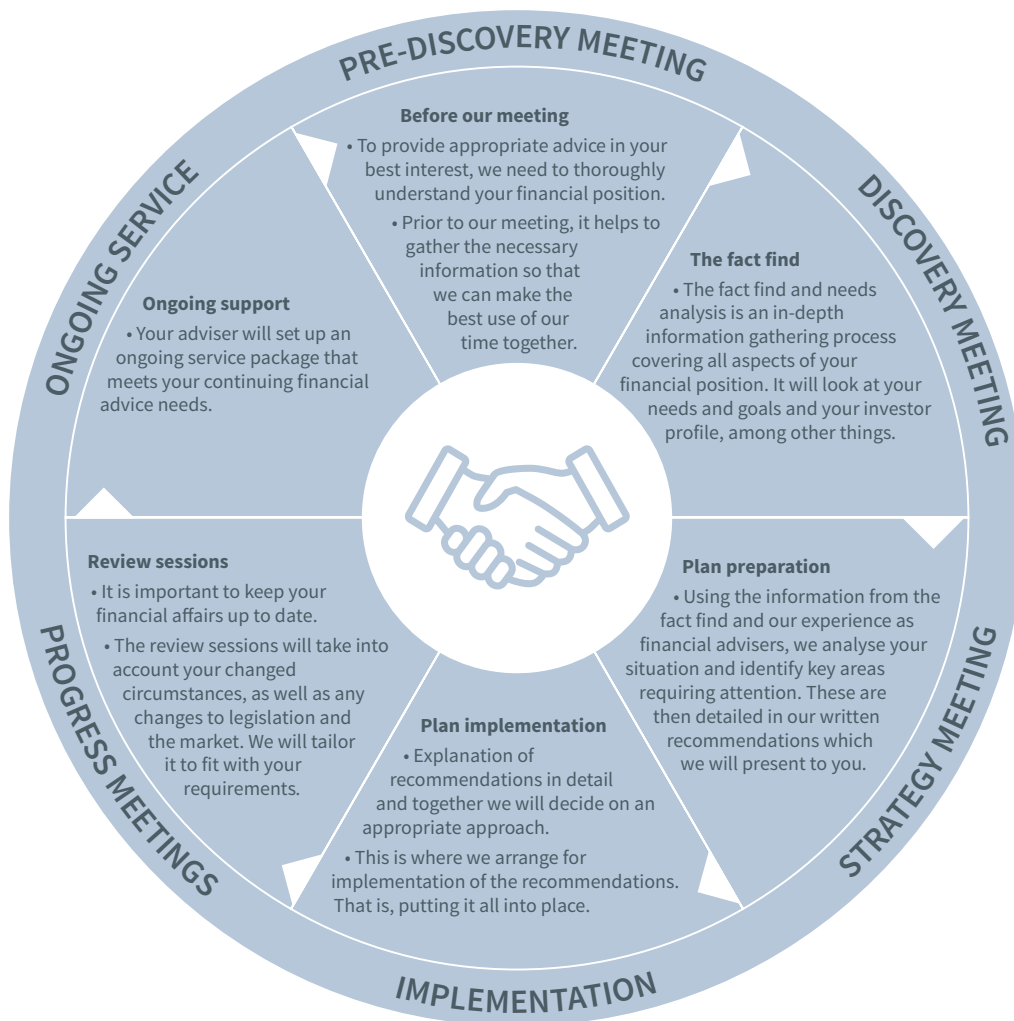 PRE-DISCOVERY MEETING
Before our meeting
• To provide appropriate advice in your
best interest, we need to thoroughly
understand your financial position.
• Prior to our meeting, it helps to
gather the necessary
information so that
we can make the
best use of our
time together.
DISCOVERY MEETING
The fact find
• The fact find and needs
analysis is an in-depth
information gathering process
covering all aspects of your
financial position. It will look at your
needs and goals and your investor
profile, among other things.
STRATEGY MEETING
Plan preparation
• Using the information from the
fact find and our experience as
financial advisers, we analyse your
situation and identify key areas
requiring attention. These are
then detailed in our written
recommendations which
we will present to you.
IMPLEMENTATION
Plan implementation
• Explanation of
recommendations in detail
and together we will decide on an
appropriate approach.
• This is where we arrange for
implementation of the recommendations.
That is, putting it all into place.
PROGRESS MEETINGS
Review sessions
• It is important to keep your
financial affairs up to date.
• The review sessions will take into
account your changed
circumstances, as well as any
changes to legislation and
the market. We will tailor
it to fit with your
requirements.
ONGOING SERVICE
Ongoing support
• Your adviser will set up an
ongoing service package that
meets your continuing financial
advice needs.